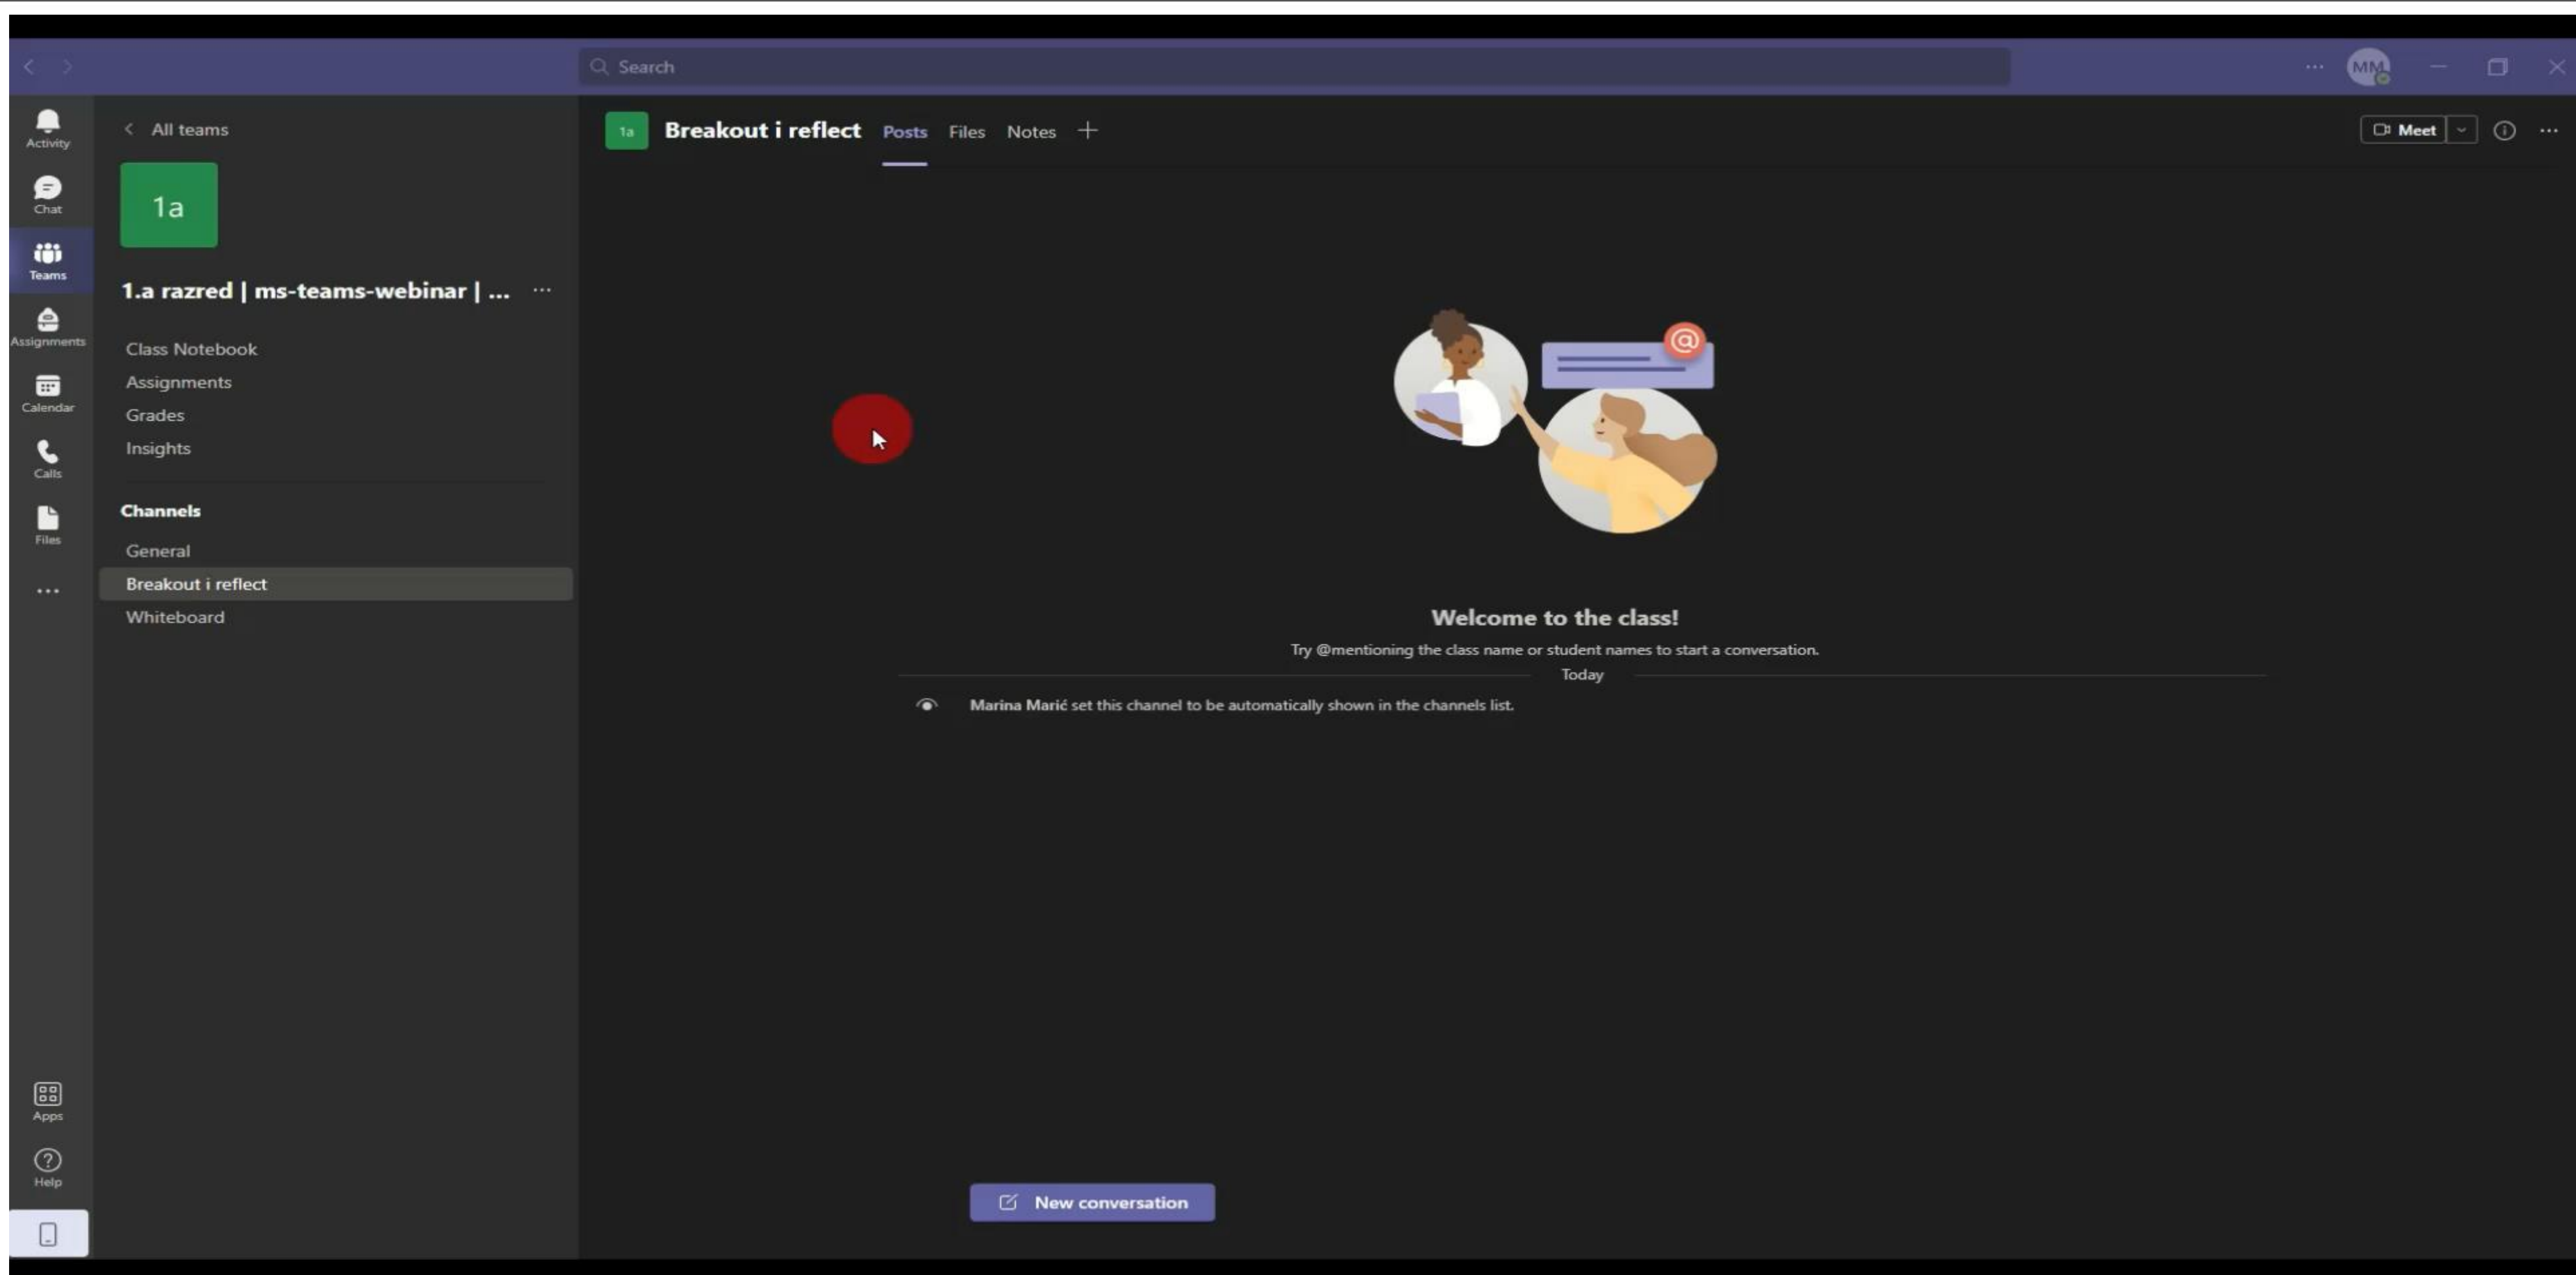 Search
MM
Activity
Chat
Teams
Assignments
Calendar
Calls
Files
Apps
Help
All teams
1a
1.a razred | ms-teams-webinar | ...
Class Notebook
Assignments
Grades
Insights
Channels
General
Breakout i reflect
Whiteboard
1a Breakout i reflect Posts Files Notes
Meet
@
Welcome to the class!
Try @mentioning the class name or student names to start a conversation.
Today
Marina Marić set this channel to be automatically shown in the channels list.
New conversation